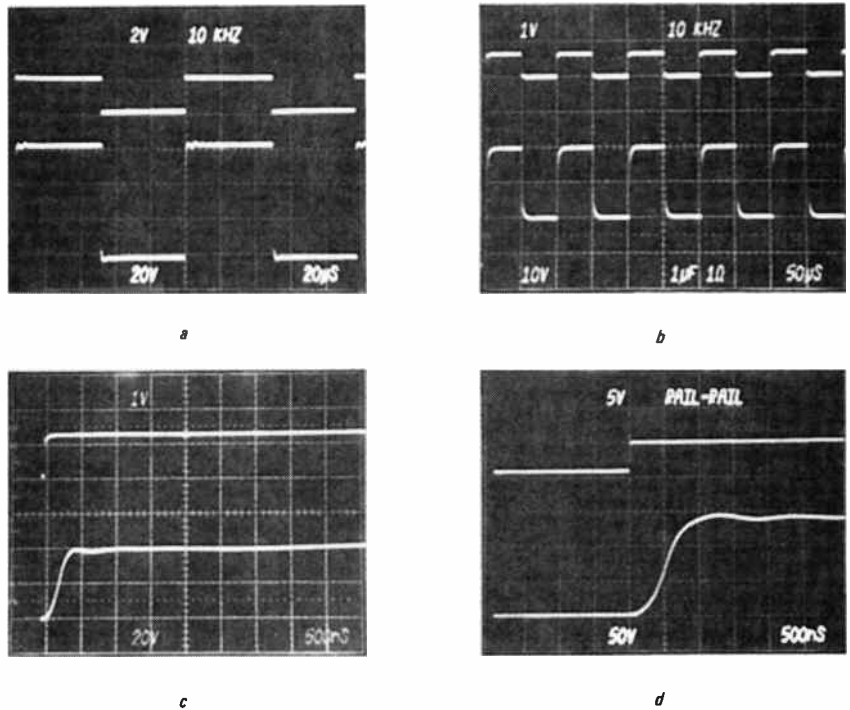 2V 10 KHZ
20V 20µS
a
1V 10 KHZ
10V 1µF 1Ω 50µS
b
1V
20V 500nS
c
5V RAIL-RAIL
50V 500nS
d